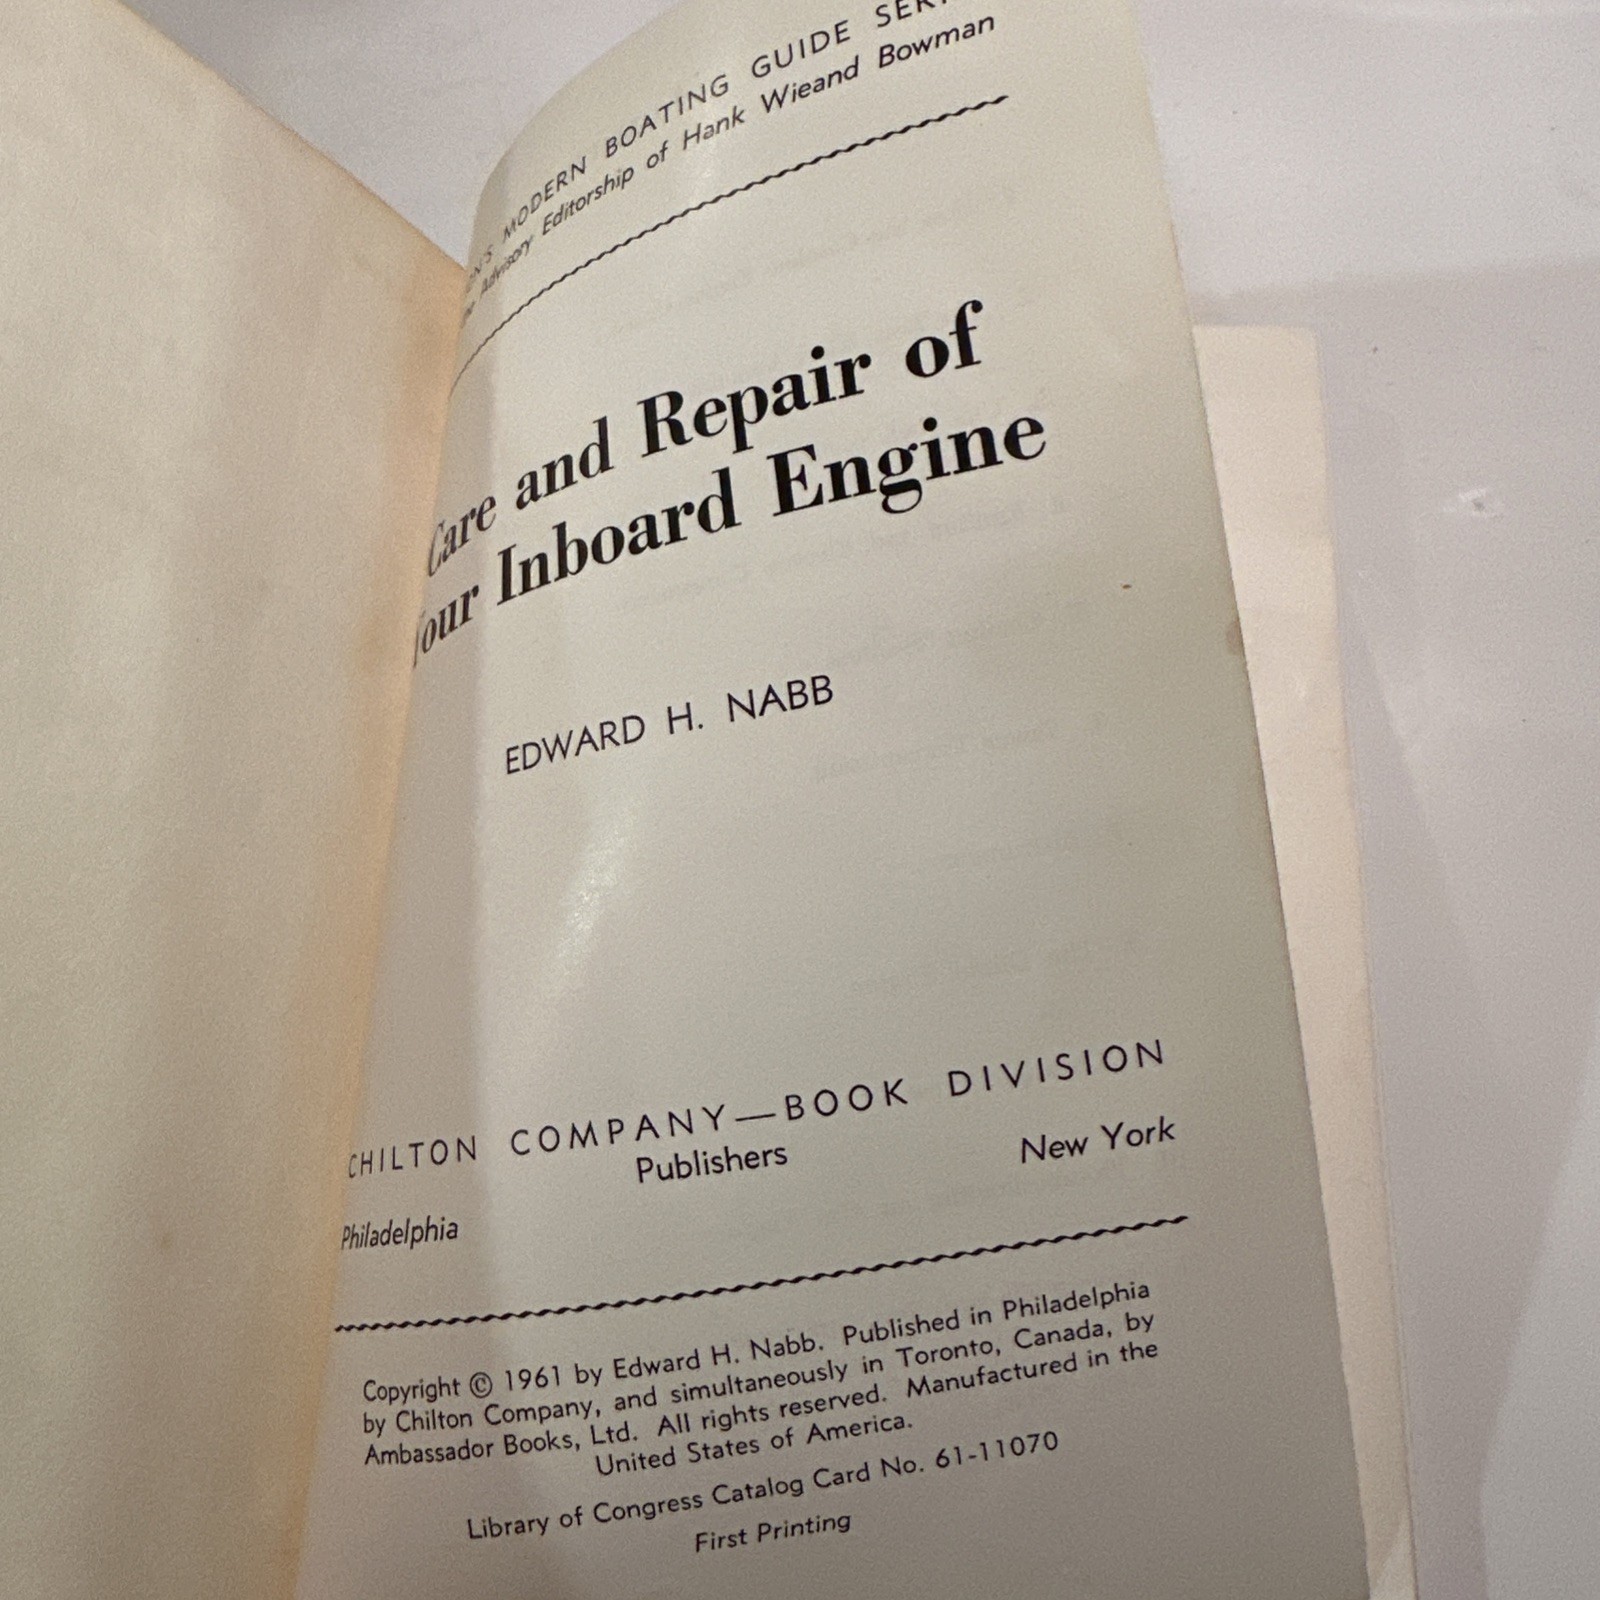 MODERN BOATING GUIDE
Advisory Editorship of Hank Wieand Bowman
Care and Repair of
Your Inboard Engine
EDWARD H. NABB
CHILTON COMPANY—BOOK DIVISION
Publishers
Philadelphia New York
Copyright © 1961 by Edward H. Nabb. Published in Philadelphia
by Chilton Company, and simultaneously in Toronto, Canada, by
Ambassador Books, Ltd. All rights reserved. Manufactured in the
United States of America.
Library of Congress Catalog Card No. 61-11070
First Printing